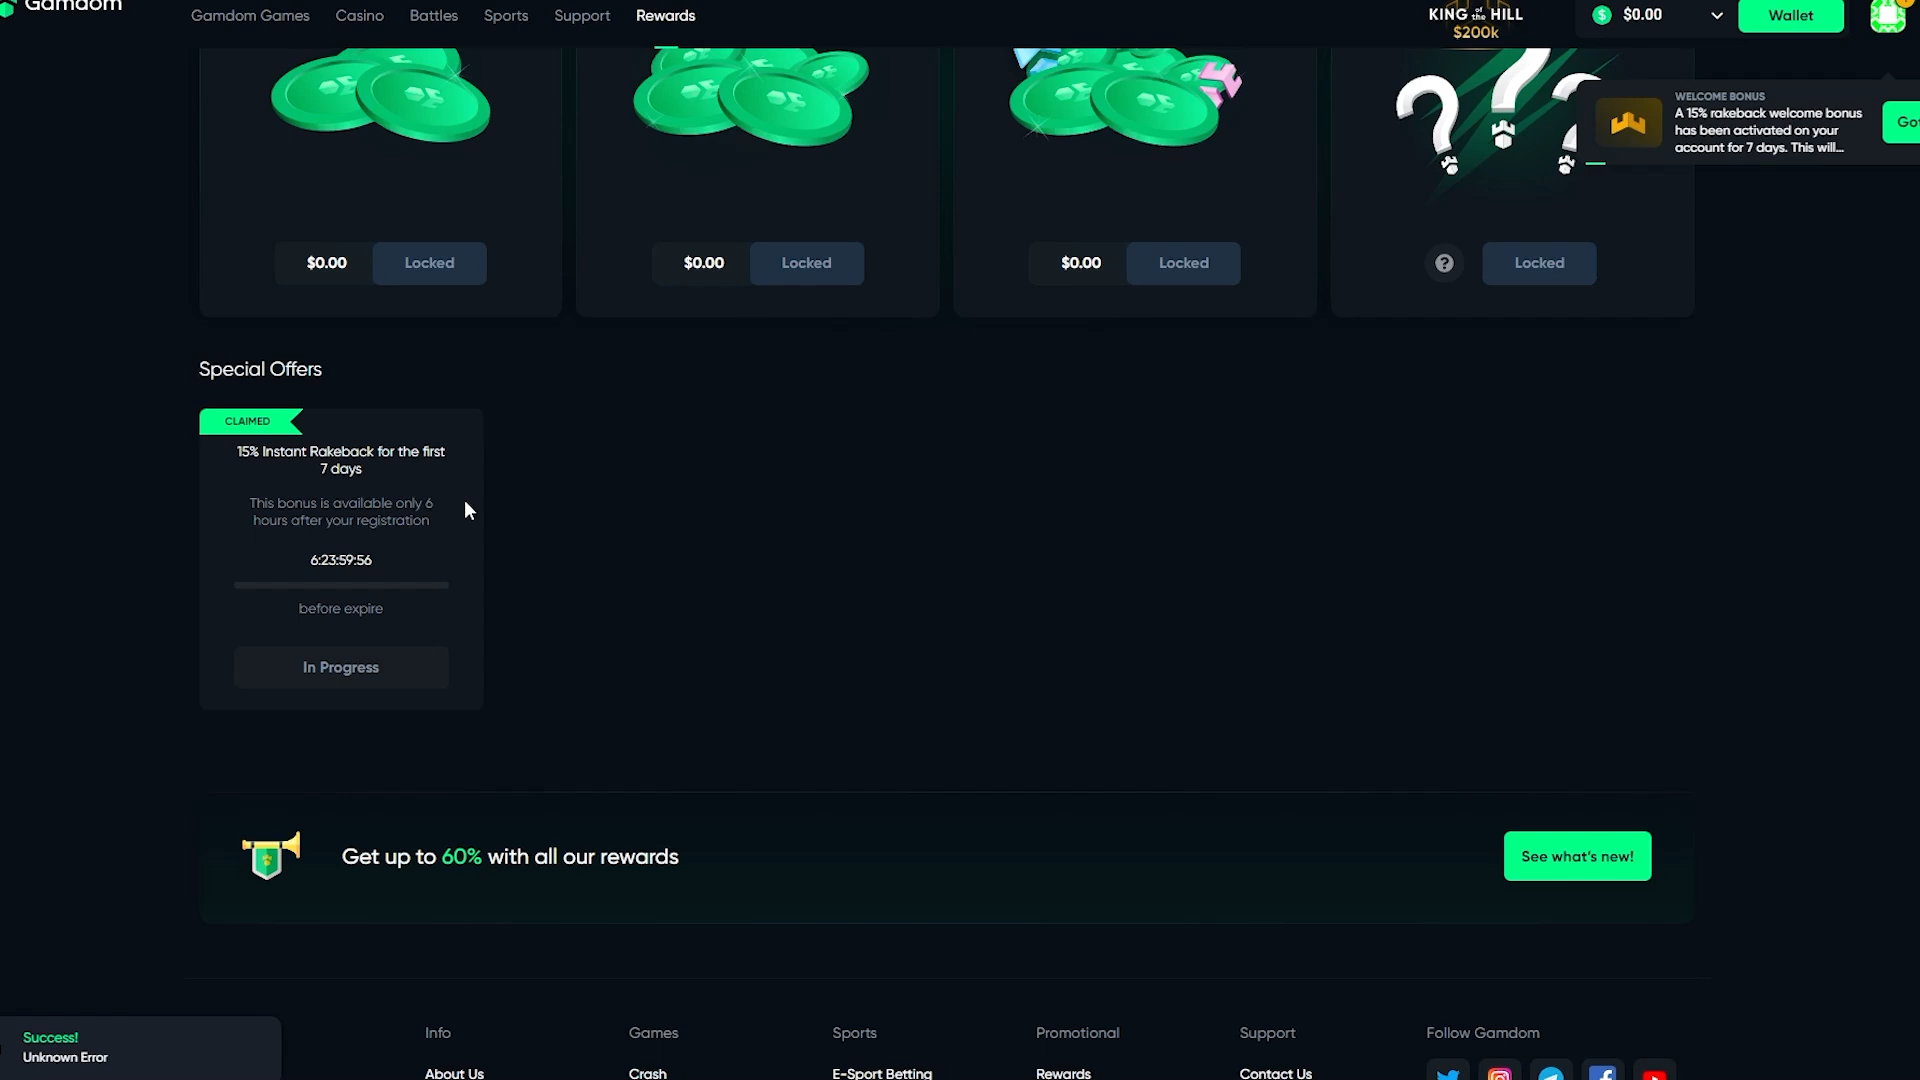 Gamdom
Gamdom Games
Casino
Battles
Sports
Support
Rewards
KING of the HILL
$200k
$0.00
Wallet
WELCOME BONUS
A 15% rakeback welcome bonus
has been activated on your
account for 7 days. This will...
$0.00
Locked
$0.00
Locked
$0.00
Locked
?
Locked
Special Offers
CLAIMED
15% Instant Rakeback for the first
7 days
This bonus is available only 6
hours after your registration
6:23:59:56
before expire
In Progress
Get up to 60% with all our rewards
See what's new!
Success!
Unknown Error
Info
Games
Sports
Promotional
Support
Follow Gamdom
About Us
Crash
E-Sport Betting
Rewards
Contact Us